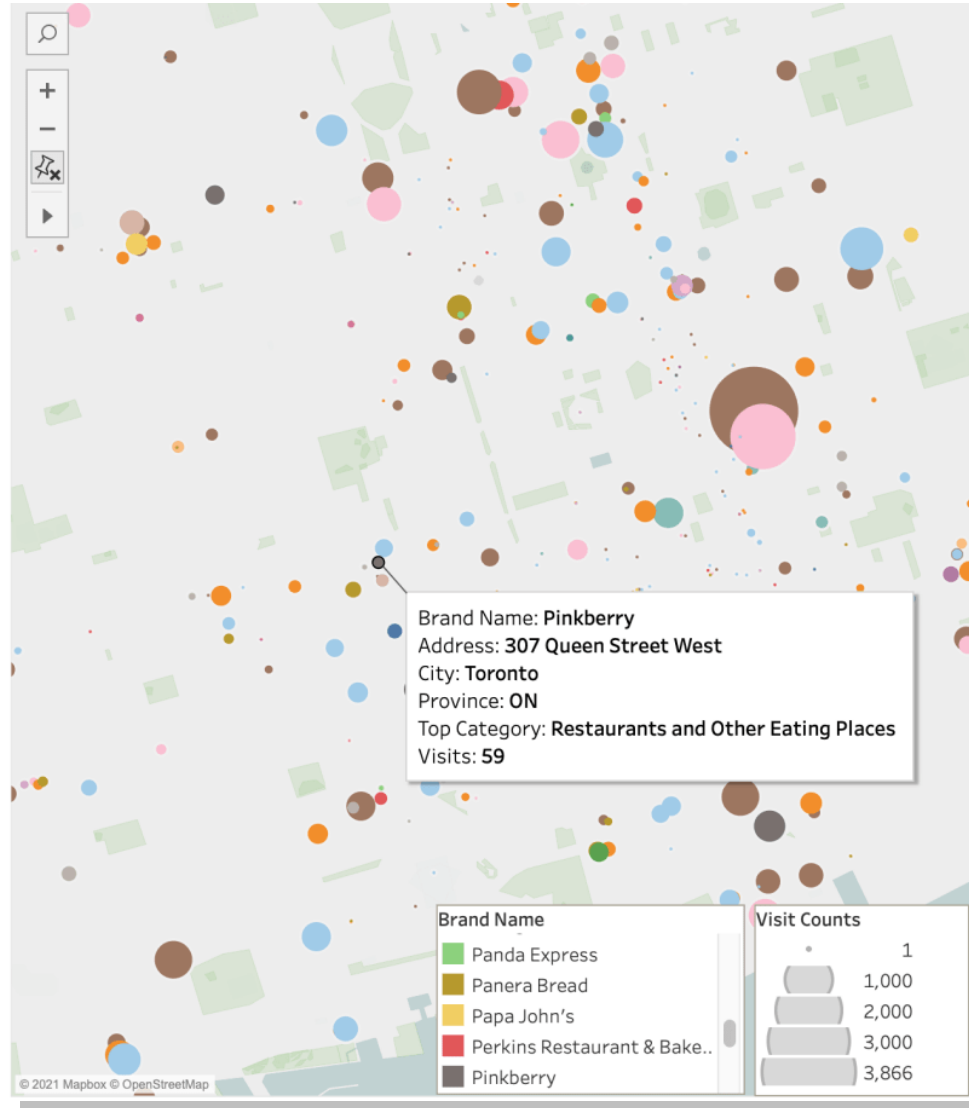 Brand Name: Pinkberry
Address: 307 Queen Street West
City: Toronto
Province: ON
Top Category: Restaurants and Other Eating Places
Visits: 59
Brand Name
Panda Express
Panera Bread
Papa John's
Perkins Restaurant & Bake..
Pinkberry
Visit Counts
1
1,000
2,000
3,000
3,866
© 2021 Mapbox © OpenStreetMap